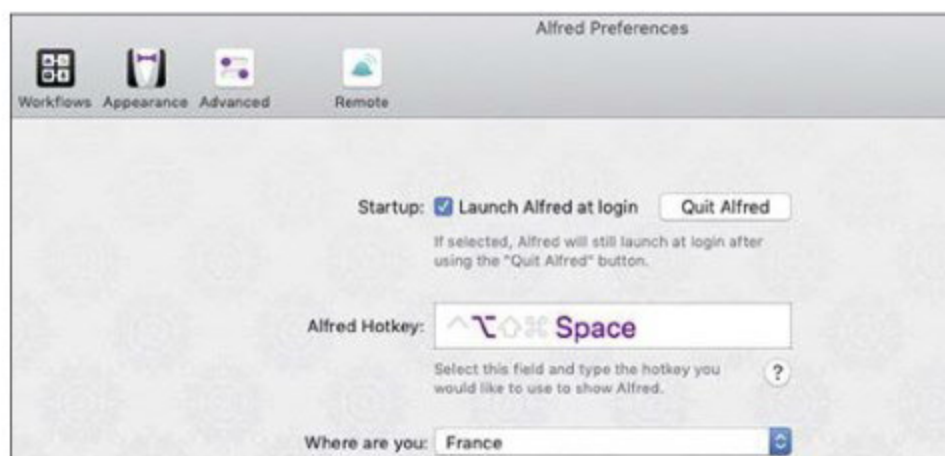 Alfred Preferences
Workflows Appearance Advanced Remote
Startup: Launch Alfred at login Quit Alfred
If selected, Alfred will still launch at login after
using the "Quit Alfred" button.
Alfred Hotkey: ^⌥⇧⌘ Space
Select this field and type the hotkey you ?
would like to use to show Alfred.
Where are you: France